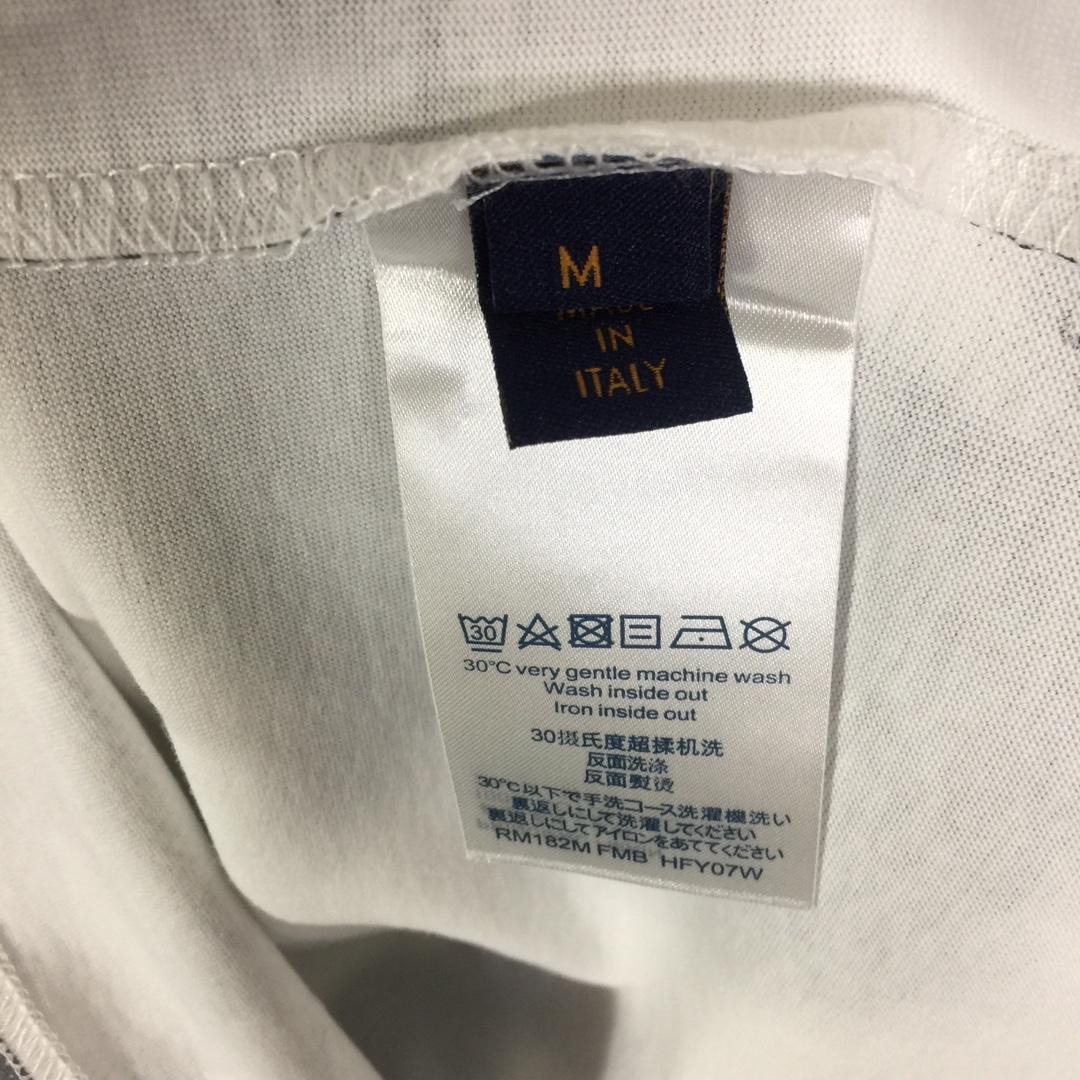 M
MADE
IN
ITALY
30
30°C very gentle machine wash
Wash inside out
Iron inside out
30摄氏度超揉机洗
反面洗涤
反面熨烫
30°C以下で手洗コース洗濯機洗い
裏返しにして洗濯してください
裏返しにしてアイロンをあててください
RM182M FMB HFY07W